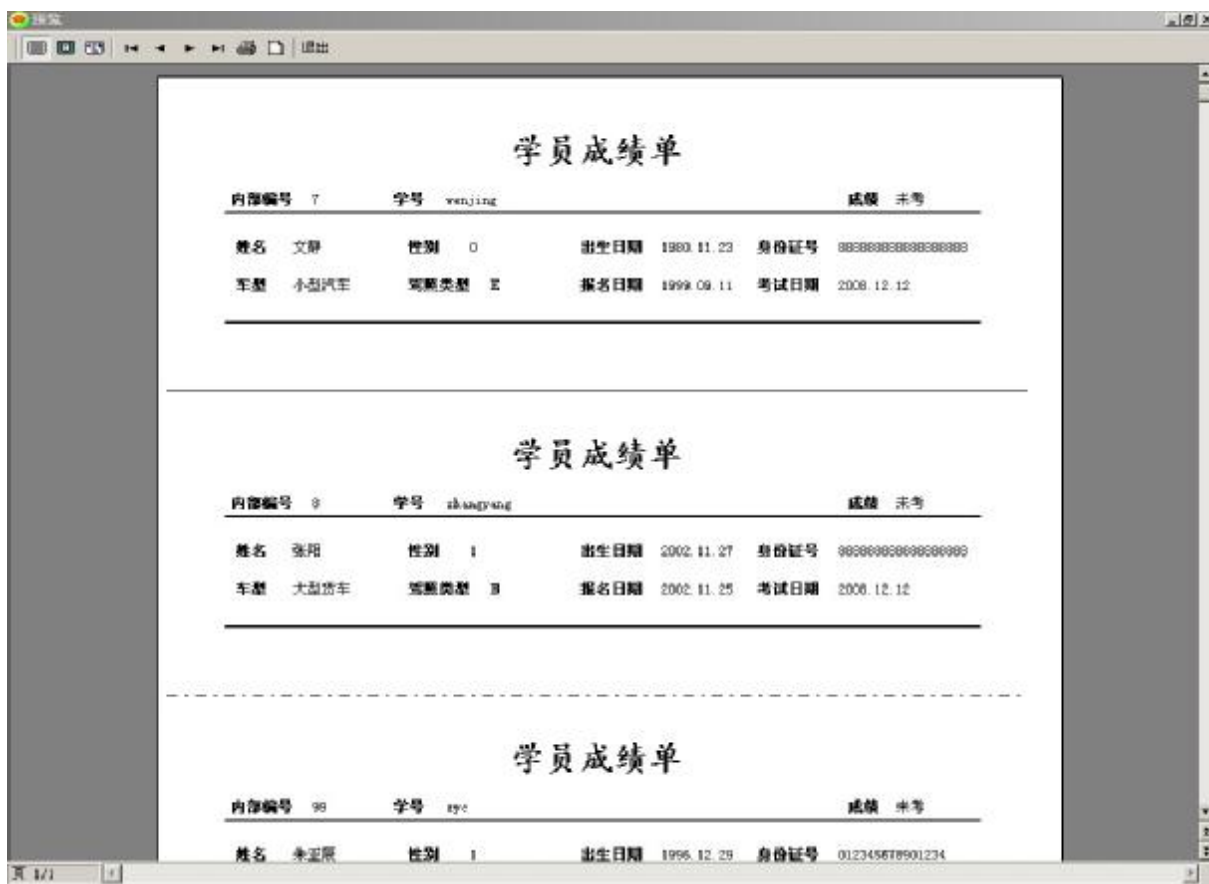 预览
退出
学员成绩单
内部编号 7 学号 wenjing 成绩 未考
姓名 文静 性别 0 出生日期 1980.11.23 身份证号
车型 小型汽车 驾照类型 E 报名日期 1999.09.11 考试日期 2008.12.12
学员成绩单
内部编号 8 学号 zhangyang 成绩 未考
姓名 张阳 性别 1 出生日期 2002.11.27 身份证号
车型 大型货车 驾照类型 B 报名日期 2002.11.25 考试日期 2008.12.12
学员成绩单
内部编号 99 学号 成绩 未考
姓名 性别 1 出生日期 1996.12.29 身份证号 012345678901234
页 1/1